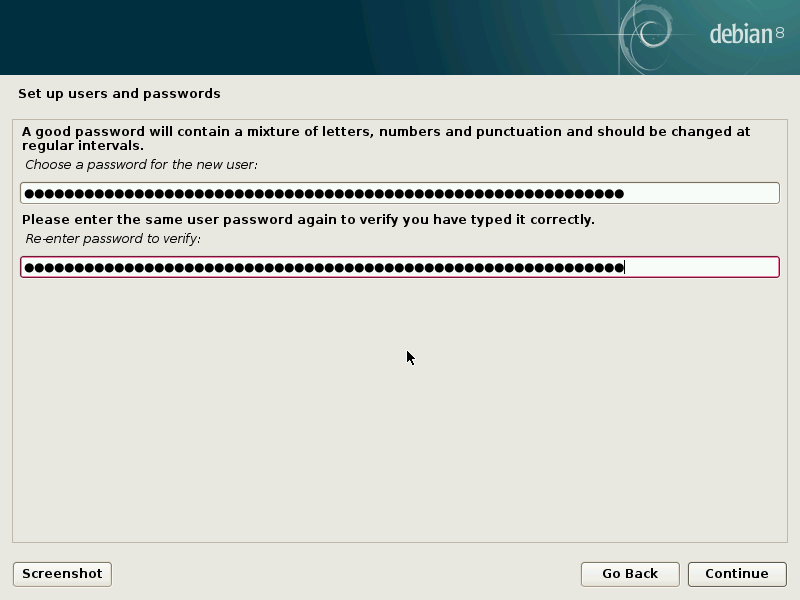 debian 8
Set up users and passwords
A good password will contain a mixture of letters, numbers and punctuation and should be changed at
regular intervals.
Choose a password for the new user:
●●●●●●●●●●●●●●●●●●●●●●●●●●●●●●●●●●●●●●●●●●●●●●●●●●●●●●●●●●●●
Please enter the same user password again to verify you have typed it correctly.
Re-enter password to verify:
●●●●●●●●●●●●●●●●●●●●●●●●●●●●●●●●●●●●●●●●●●●●●●●●●●●●●●●●●●●●
Screenshot Go Back Continue